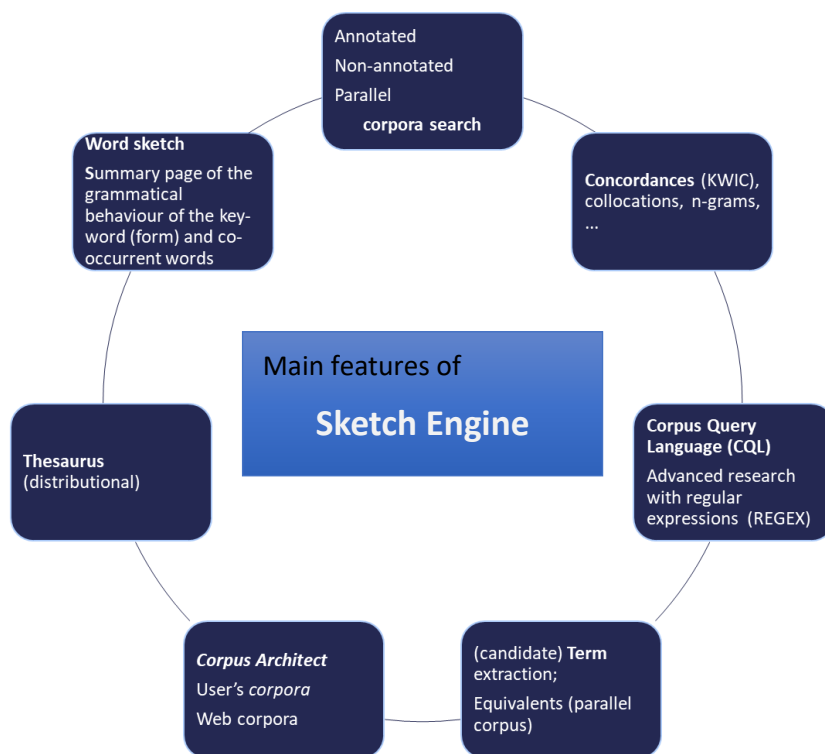 Annotated
Non-annotated
Parallel
corpora search
Word sketch
Summary page of the
grammatical
behaviour of the key-
word (form) and co-
occurrent words
Concordances (KWIC),
collocations, n-grams,
...
Main features of
Sketch Engine
Thesaurus
(distributional)
Corpus Query
Language (CQL)
Advanced research
with regular
expressions (REGEX)
Corpus Architect
User’s corpora
Web corpora
(candidate) Term
extraction;
Equivalents (parallel
corpus)